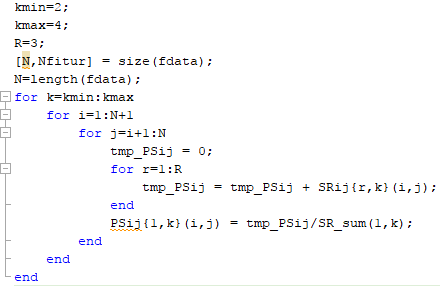 kmin=2;
kmax=4;
R=3;
[N,Nfitur] = size(fdata);
N=length(fdata);
for k=kmin:kmax
for i=1:N+1
for j=i+1:N
tmp_PSij = 0;
for r=1:R
tmp_PSij = tmp_PSij + SRij{r,k}(i,j);
end
PSij{1,k}(i,j) = tmp_PSij/SR_sum(1,k);
end
end
end